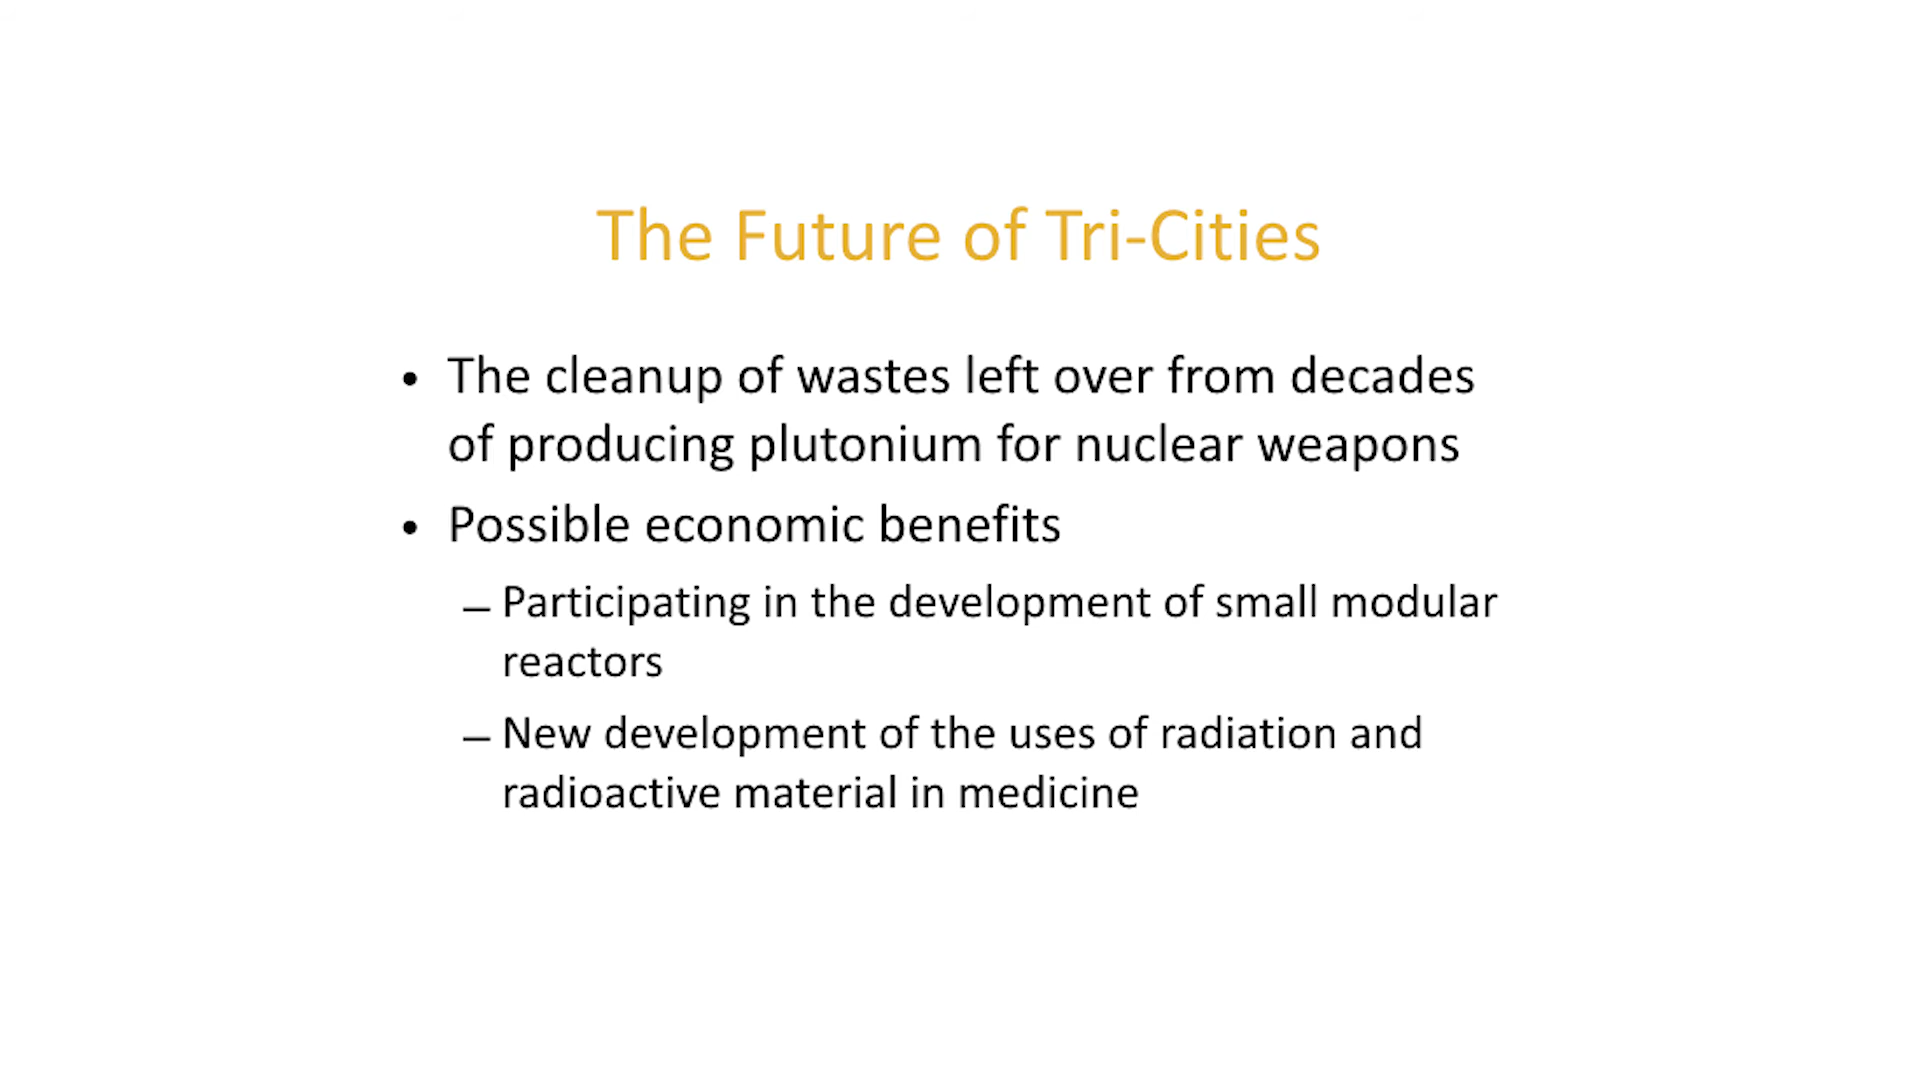 The Future of Tri-Cities
• The cleanup of wastes left over from decades
of producing plutonium for nuclear weapons
• Possible economic benefits
– Participating in the development of small modular
reactors
– New development of the uses of radiation and
radioactive material in medicine